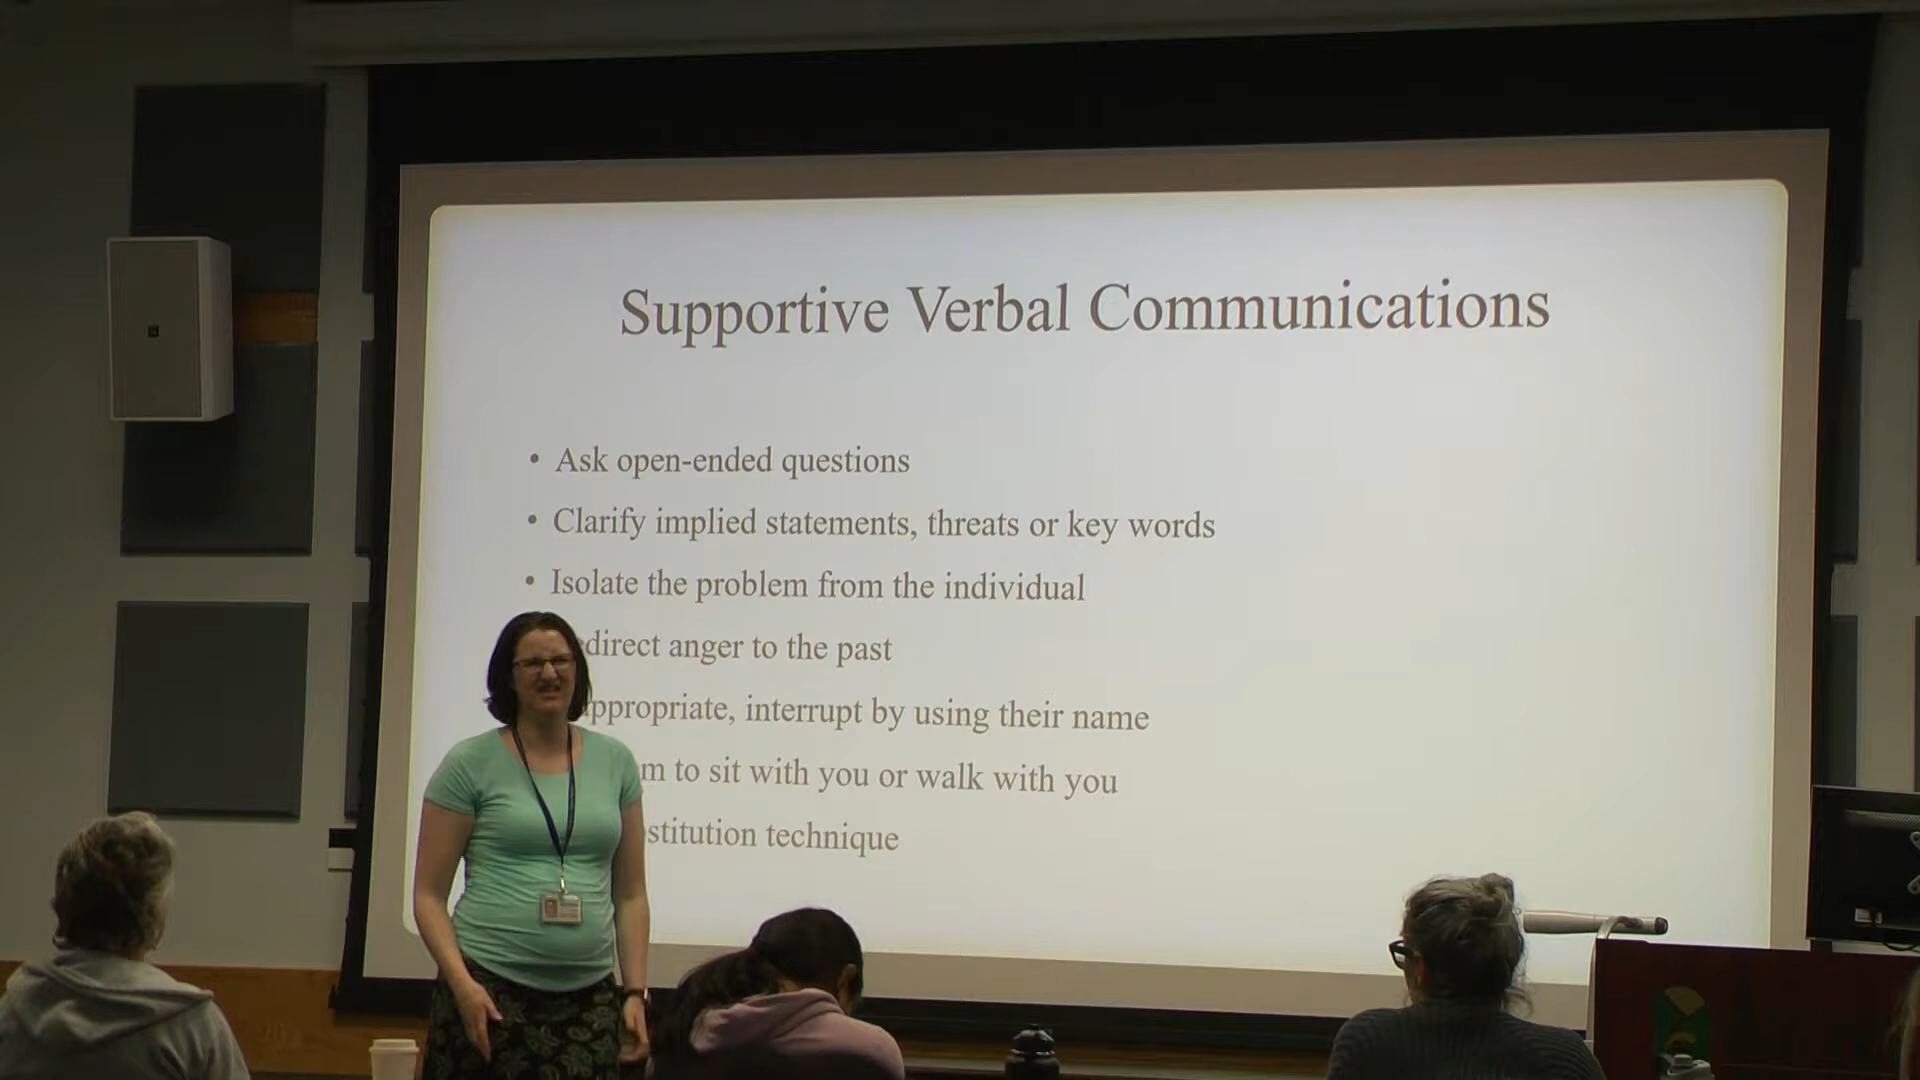 Supportive Verbal Communications
• Ask open-ended questions
• Clarify implied statements, threats or key words
• Isolate the problem from the individual
direct anger to the past
ppropriate, interrupt by using their name
m to sit with you or walk with you
stitution technique